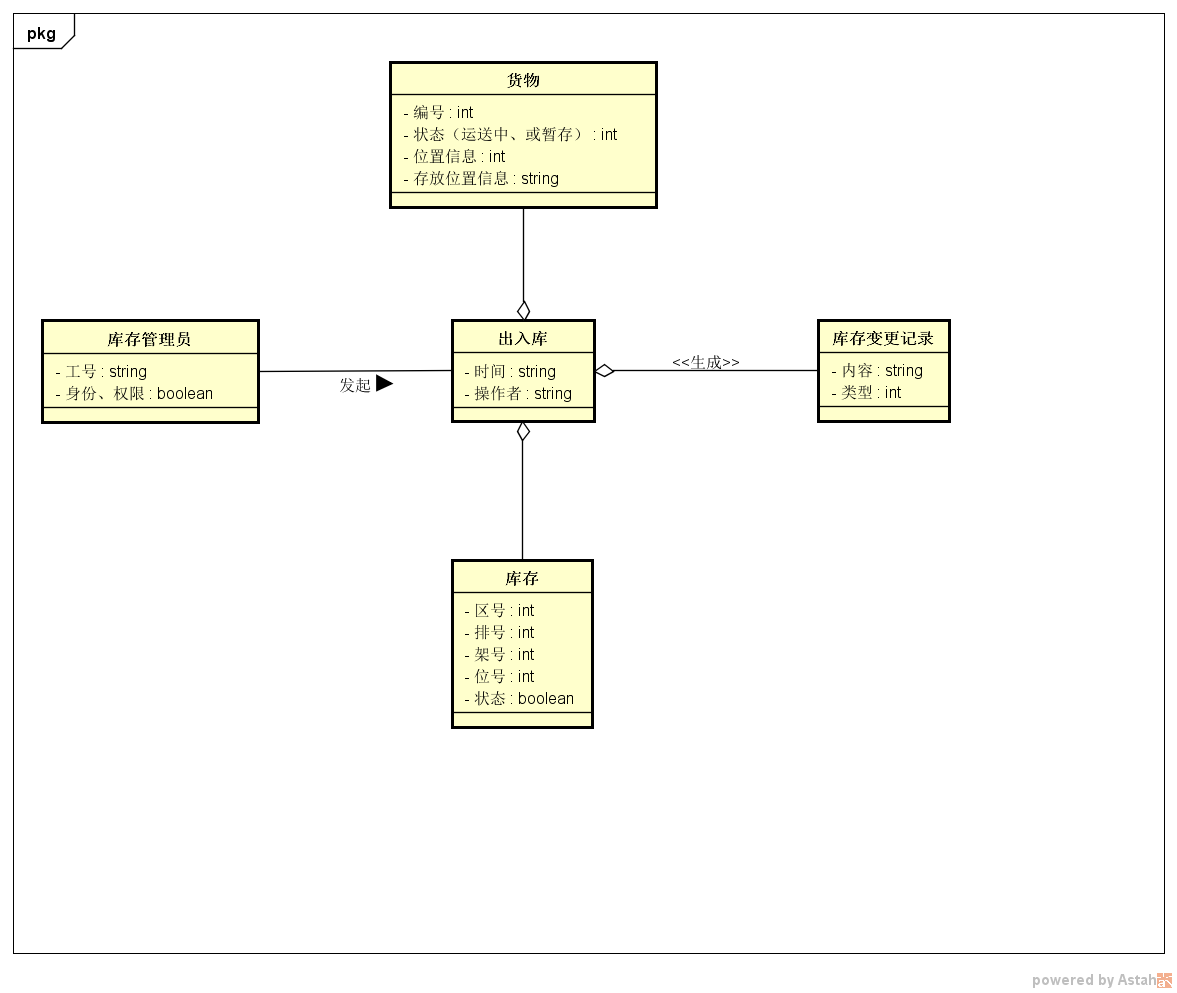 pkg
货物
- 编号 : int
- 状态（运送中、或暂存） : int
- 位置信息 : int
- 存放位置信息 : string
库存管理员
- 工号 : string
- 身份、权限 : boolean
发起
出入库
- 时间 : string
- 操作者 : string
<<生成>>
库存变更记录
- 内容 : string
- 类型 : int
库存
- 区号 : int
- 排号 : int
- 架号 : int
- 位号 : int
- 状态 : boolean
powered by Astah